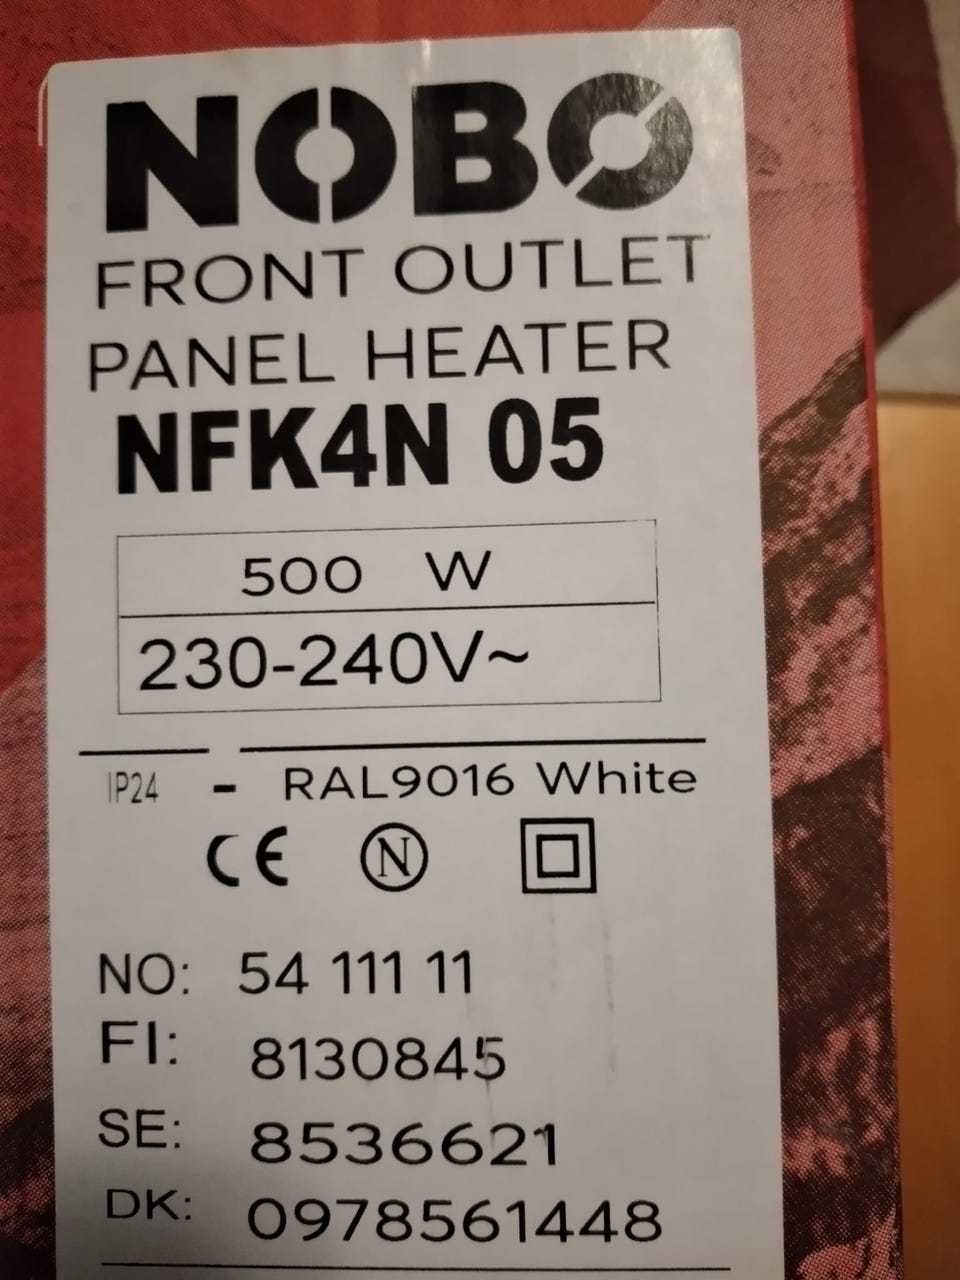 NOBO
FRONT OUTLET
PANEL HEATER
NFK4N 05
500 W
230-240V~
IP24 - RAL9016 White
CE N
NO: 54 111 11
FI: 8130845
SE: 8536621
DK: 0978561448